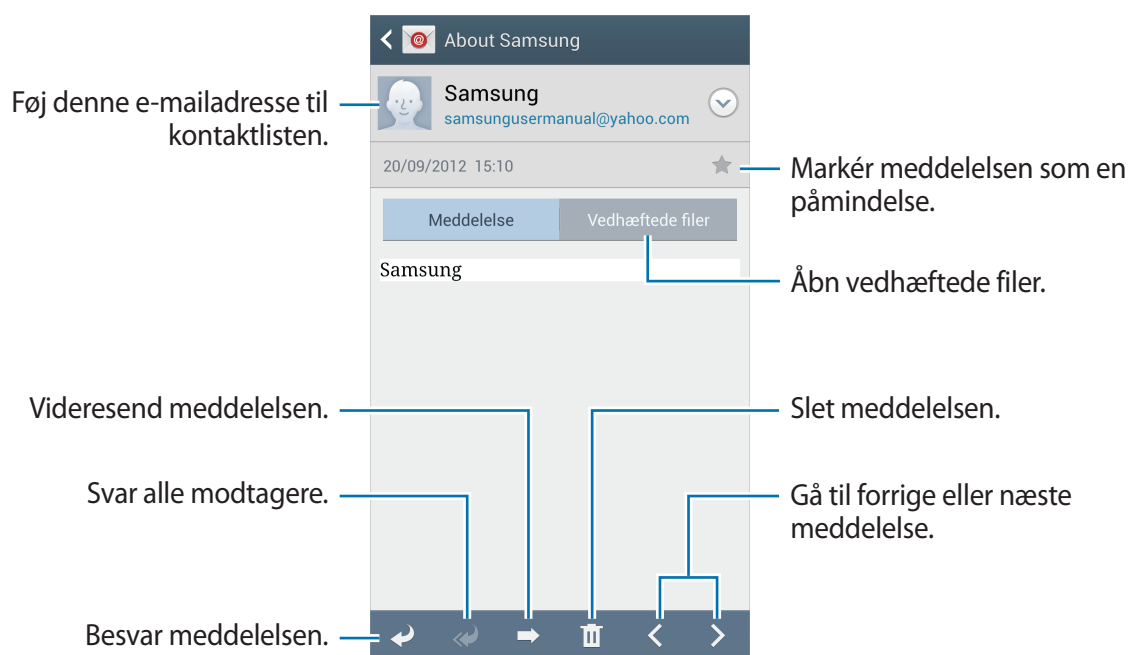 About Samsung
Føj denne e-mailadresse til
kontaktlisten.
Samsung
samsungusermanual@yahoo.com
20/09/2012 15:10
Markér meddelelsen som en
påmindelse.
Meddelelse
Vedhæftede filer
Samsung
Åbn vedhæftede filer.
Videresend meddelelsen.
Slet meddelelsen.
Svar alle modtagere.
Gå til forrige eller næste
meddelelse.
Besvar meddelelsen.